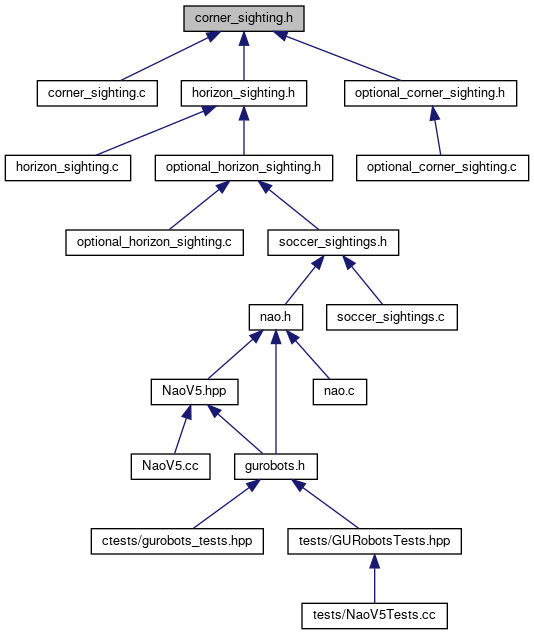 corner_sighting.h
corner_sighting.c
horizon_sighting.h
optional_corner_sighting.h
horizon_sighting.c
optional_horizon_sighting.h
optional_corner_sighting.c
optional_horizon_sighting.c
soccer_sightings.h
nao.h
soccer_sightings.c
NaoV5.hpp
nao.c
NaoV5.cc
gurobots.h
ctests/gurobots_tests.hpp
tests/GURobotsTests.hpp
tests/NaoV5Tests.cc